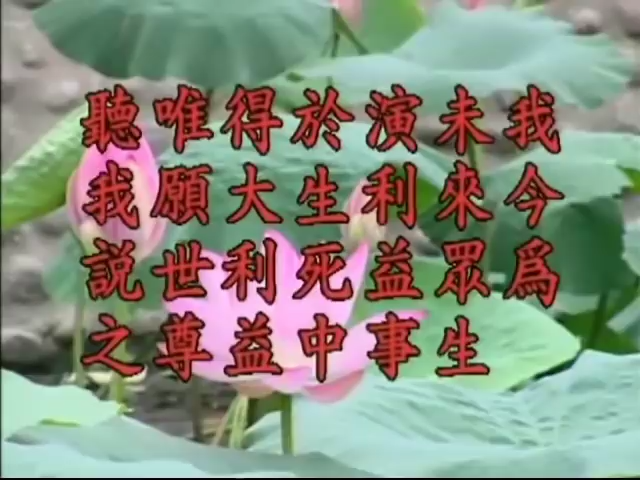 我今爲
未來眾生
演利益事
於生死中
得大利益
唯願世尊
聽我説之